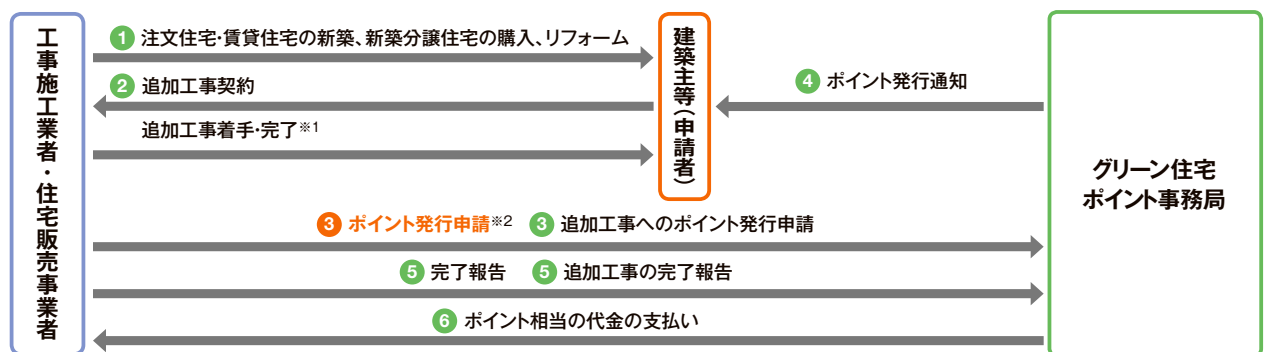 工事施工業者・住宅販売事業者
1 注文住宅・賃貸住宅の新築、新築分譲住宅の購入、リフォーム
2 追加工事契約
追加工事着手・完了※1
建築主等(申請者)
4 ポイント発行通知
3 ポイント発行申請※2 3 追加工事へのポイント発行申請
5 完了報告 5 追加工事の完了報告
6 ポイント相当の代金の支払い
グリーン住宅
ポイント事務局